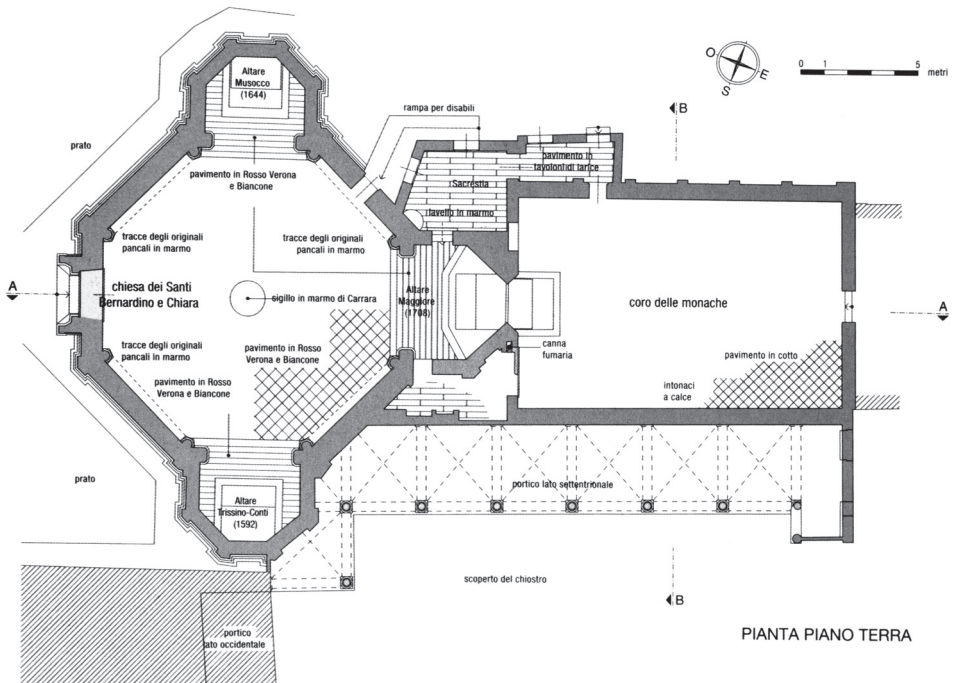 Altare
Musocco
(1644)
O
E
S
0 1 5
metri
B
rampa per disabili
prato
pavimento in
tavoloni di larice
pavimento in Rosso Verona
e Biancone
Sacrestia
lavello in marmo
tracce degli originali
pancali in marmo
tracce degli originali
pancali in marmo
A
chiesa dei Santi
Bernardino e Chiara
sigillo in marmo di Carrara
Altare
Maggiore
(1708)
coro delle monache
A
canna
fumaria
tracce degli originali
pancali in marmo
pavimento in Rosso
Verona e Biancone
pavimento in cotto
pavimento in Rosso
Verona e Biancone
intonaci
a calce
prato
Altare
Trissino-Conti
(1592)
portico lato settentrionale
scoperto del chiostro
B
portico
lato occidentale
PIANTA PIANO TERRA